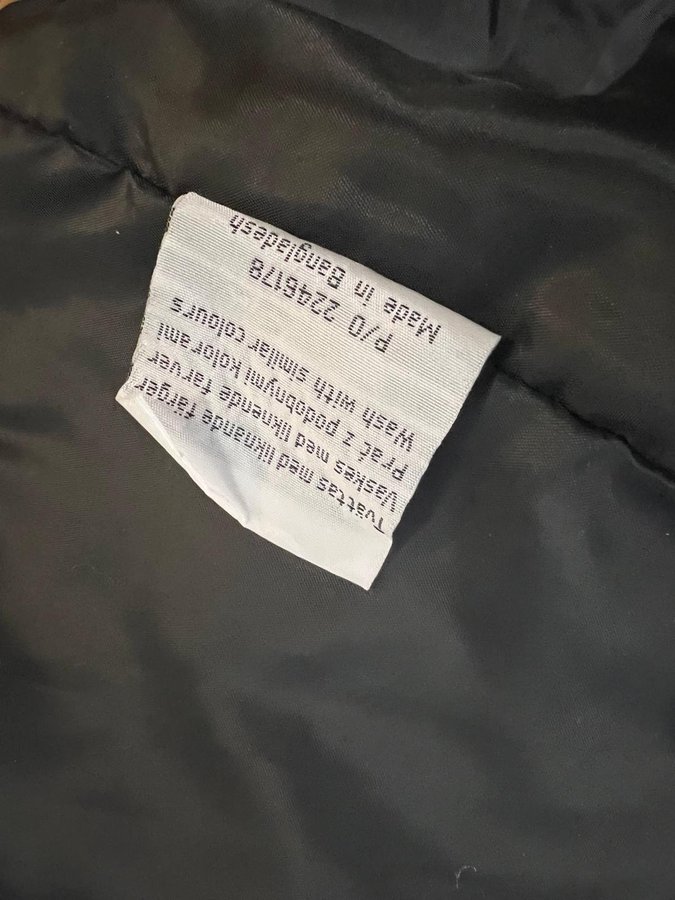 Tvättas med liknande färger
Vaskes med liknende farver
Prać z podobnymi kolorami
Wash with similar colours
P/O 2246178
Made in Bangladesh